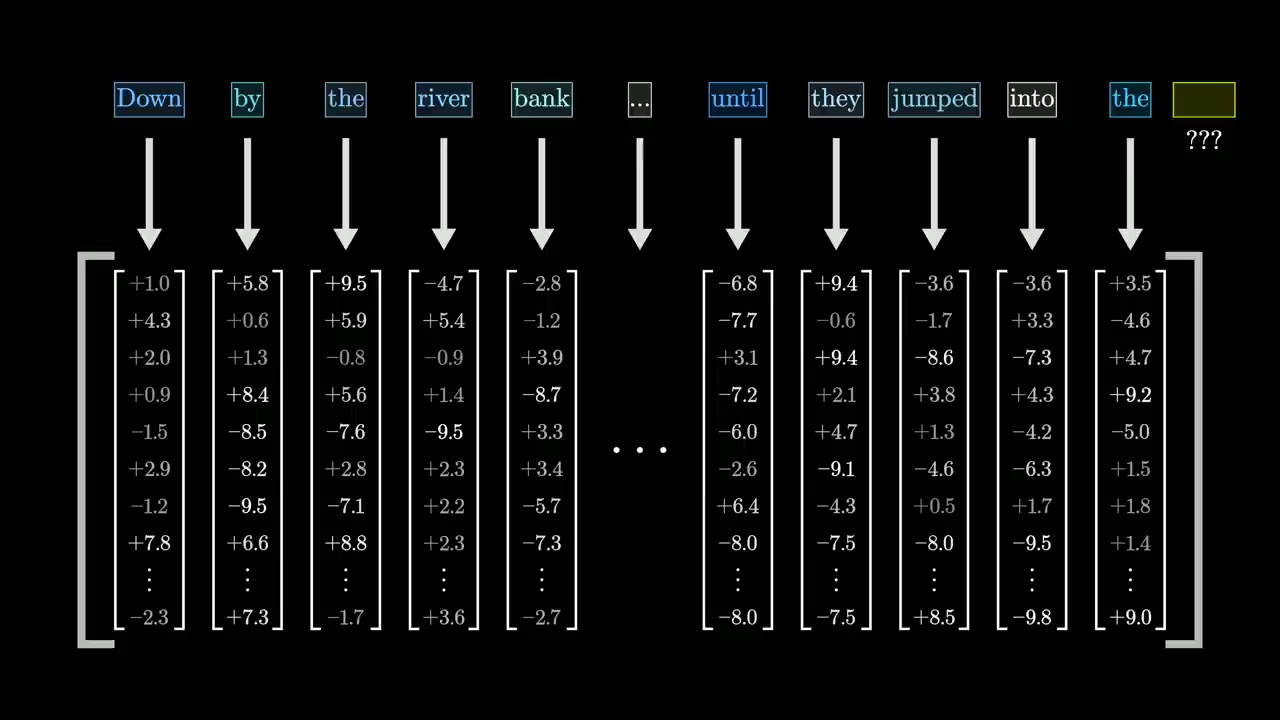 Down by the river bank ... until they jumped into the
???
+1.0 +5.8 +9.5 −4.7 −2.8 −6.8 +9.4 −3.6 −3.6 +3.5
+4.3 +0.6 +5.9 +5.4 −1.2 −7.7 −0.6 −1.7 +3.3 −4.6
+2.0 +1.3 −0.8 −0.9 +3.9 +3.1 +9.4 −8.6 −7.3 +4.7
+0.9 +8.4 +5.6 +1.4 −8.7 −7.2 +2.1 +3.8 +4.3 +9.2
−1.5 −8.5 −7.6 −9.5 +3.3 ... −6.0 +4.7 +1.3 −4.2 −5.0
+2.9 −8.2 +2.8 +2.3 +3.4 −2.6 −9.1 −4.6 −6.3 +1.5
−1.2 −9.5 −7.1 +2.2 −5.7 +6.4 −4.3 +0.5 +1.7 +1.8
+7.8 +6.6 +8.8 +2.3 −7.3 −8.0 −7.5 −8.0 −9.5 +1.4
⋮ ⋮ ⋮ ⋮ ⋮ ⋮ ⋮ ⋮ ⋮ ⋮
−2.3 +7.3 −1.7 +3.6 −2.7 −8.0 −7.5 +8.5 −9.8 +9.0